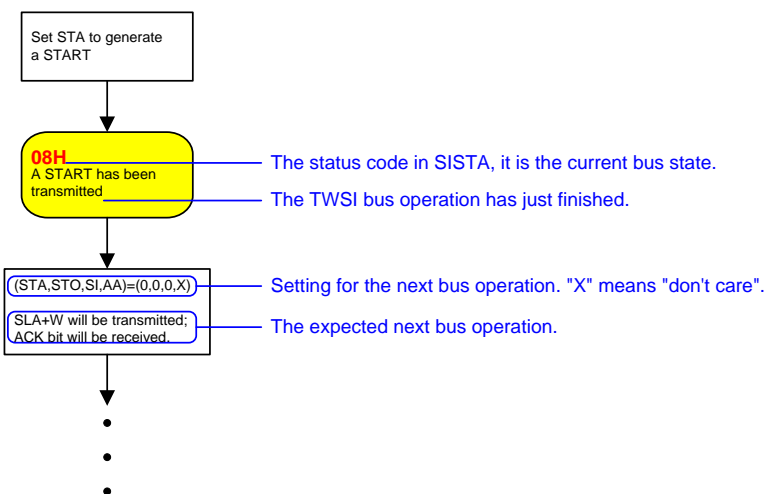 Set STA to generate
a START
08H
A START has been
transmitted
The status code in SISTA, it is the current bus state.
The TWSI bus operation has just finished.
(STA,STO,SI,AA)=(0,0,0,X)
Setting for the next bus operation. "X" means "don't care".
SLA+W will be transmitted;
ACK bit will be received.
The expected next bus operation.